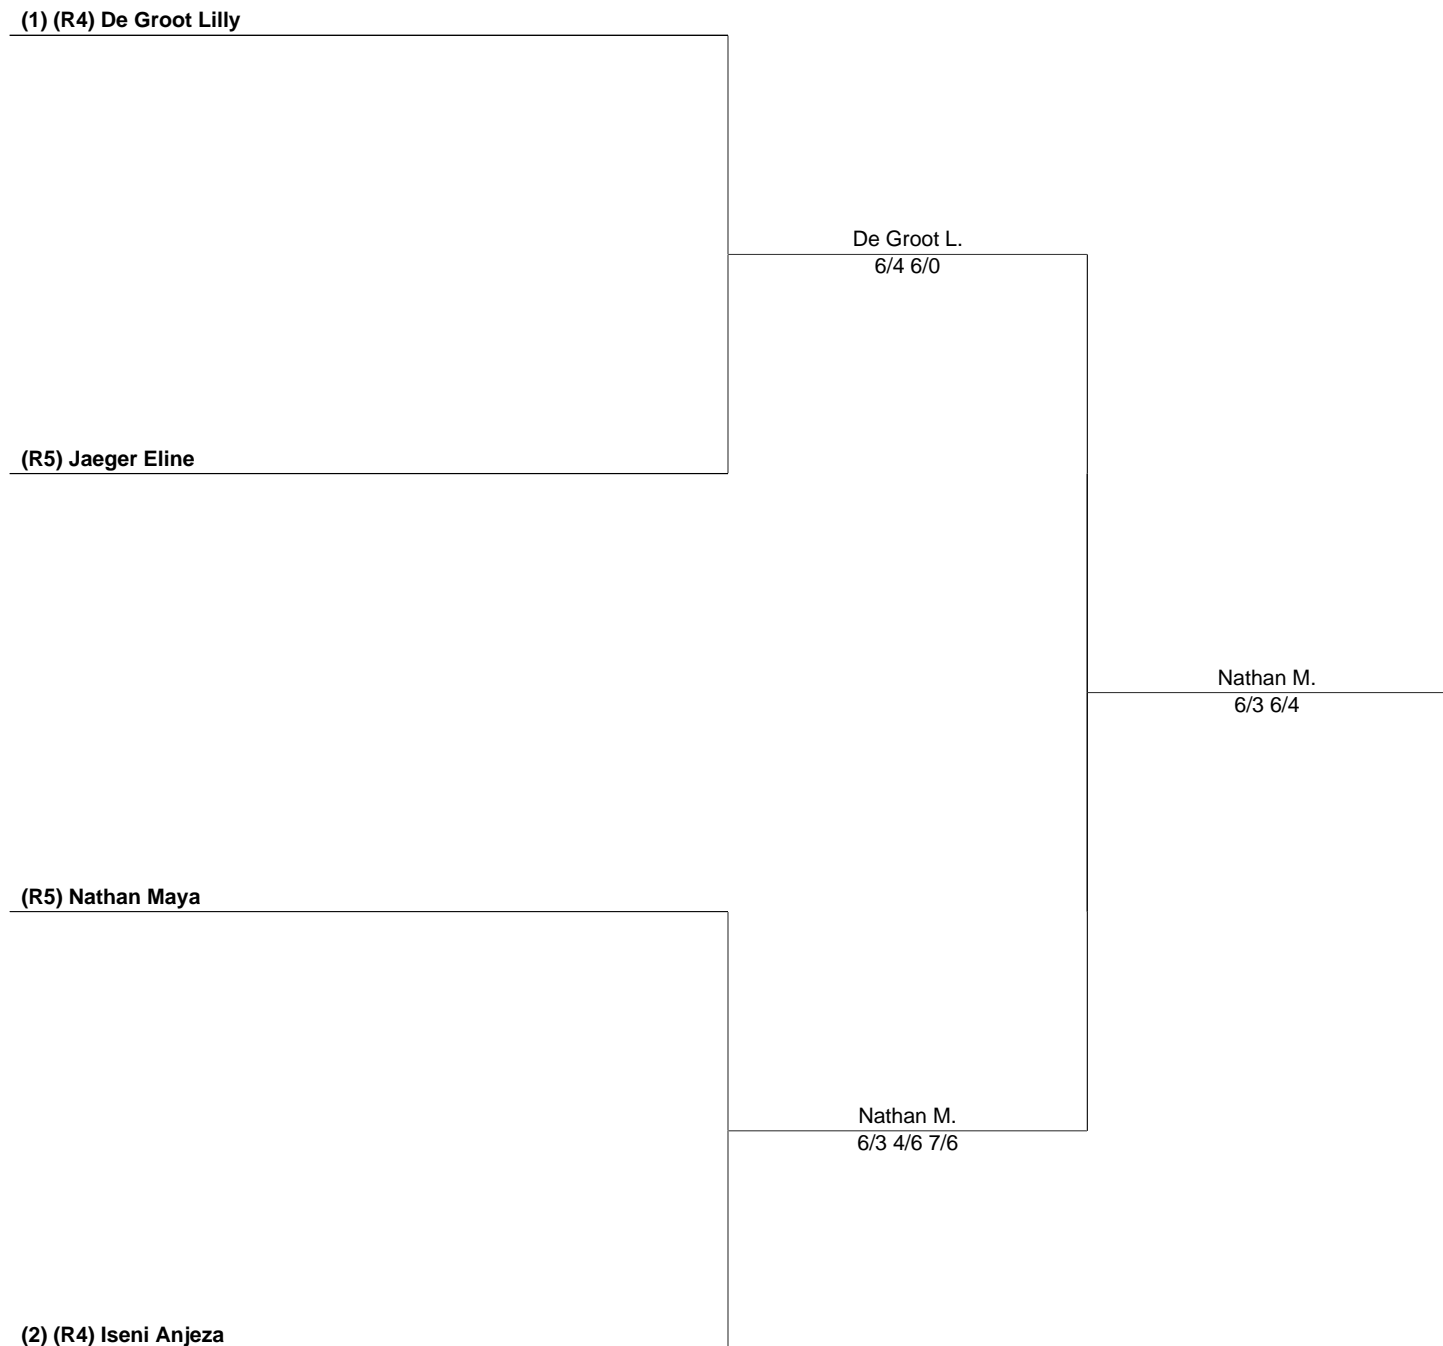 (1) (R4) De Groot Lilly
De Groot L.
6/4 6/0
(R5) Jaeger Eline
Nathan M.
6/3 6/4
(R5) Nathan Maya
Nathan M.
6/3 4/6 7/6
(2) (R4) Iseni Anjeza